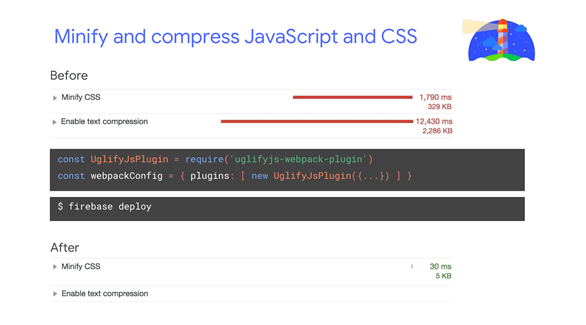 Minify and compress JavaScript and CSS
Before
Minify CSS 1,790 ms
329 KB
Enable text compression 12,430 ms
2,286 KB
const UglifyJsPlugin = require('uglifyjs-webpack-plugin')
const webpackConfig = { plugins: [ new UglifyJsPlugin({...}) ] }
$ firebase deploy
After
Minify CSS 30 ms
5 KB
Enable text compression